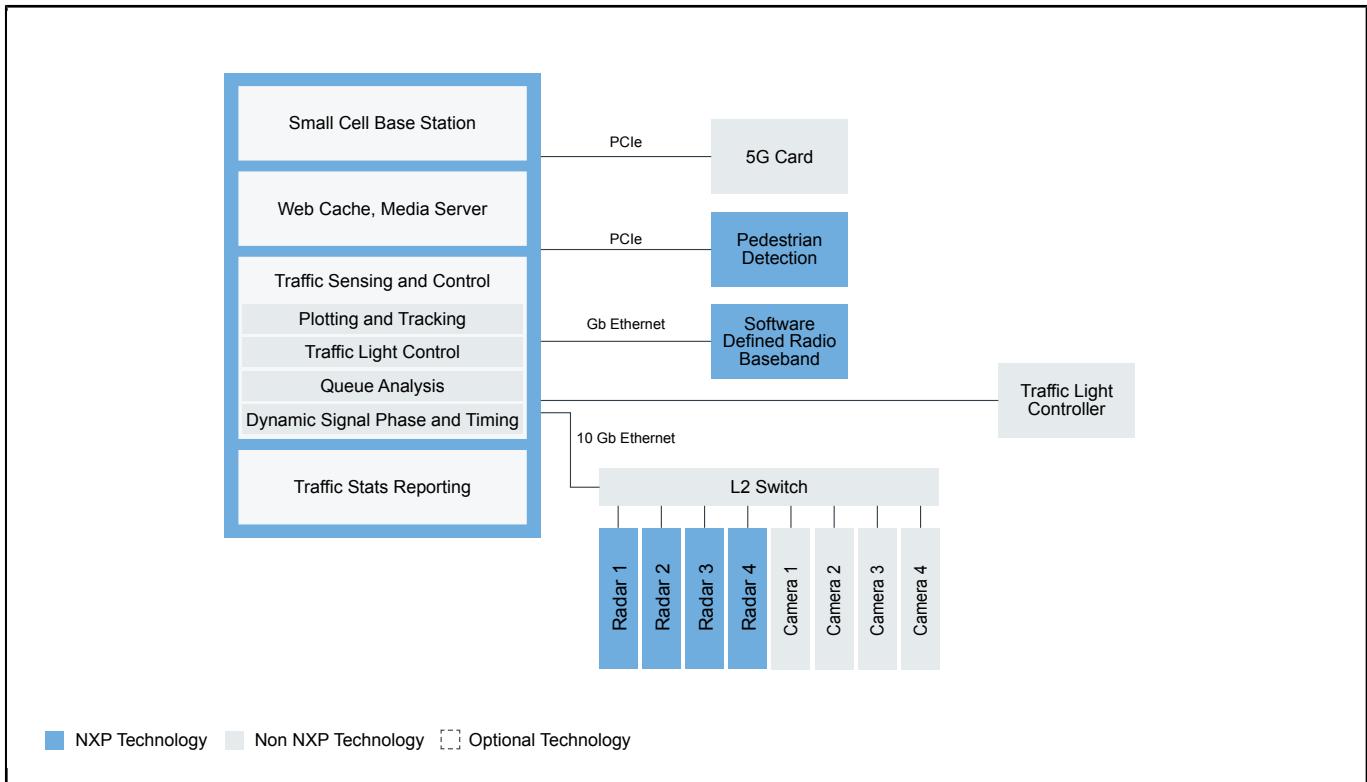 Small Cell Base Station
Web Cache, Media Server
Traffic Sensing and Control
Plotting and Tracking
Traffic Light Control
Queue Analysis
Dynamic Signal Phase and Timing
Traffic Stats Reporting
PCIe
5G Card
PCIe
Pedestrian
Detection
Gb Ethernet
Software
Defined Radio
Baseband
Traffic Light
Controller
10 Gb Ethernet
L2 Switch
Radar 1
Radar 2
Radar 3
Radar 4
Camera 1
Camera 2
Camera 3
Camera 4
NXP Technology
Non NXP Technology
Optional Technology